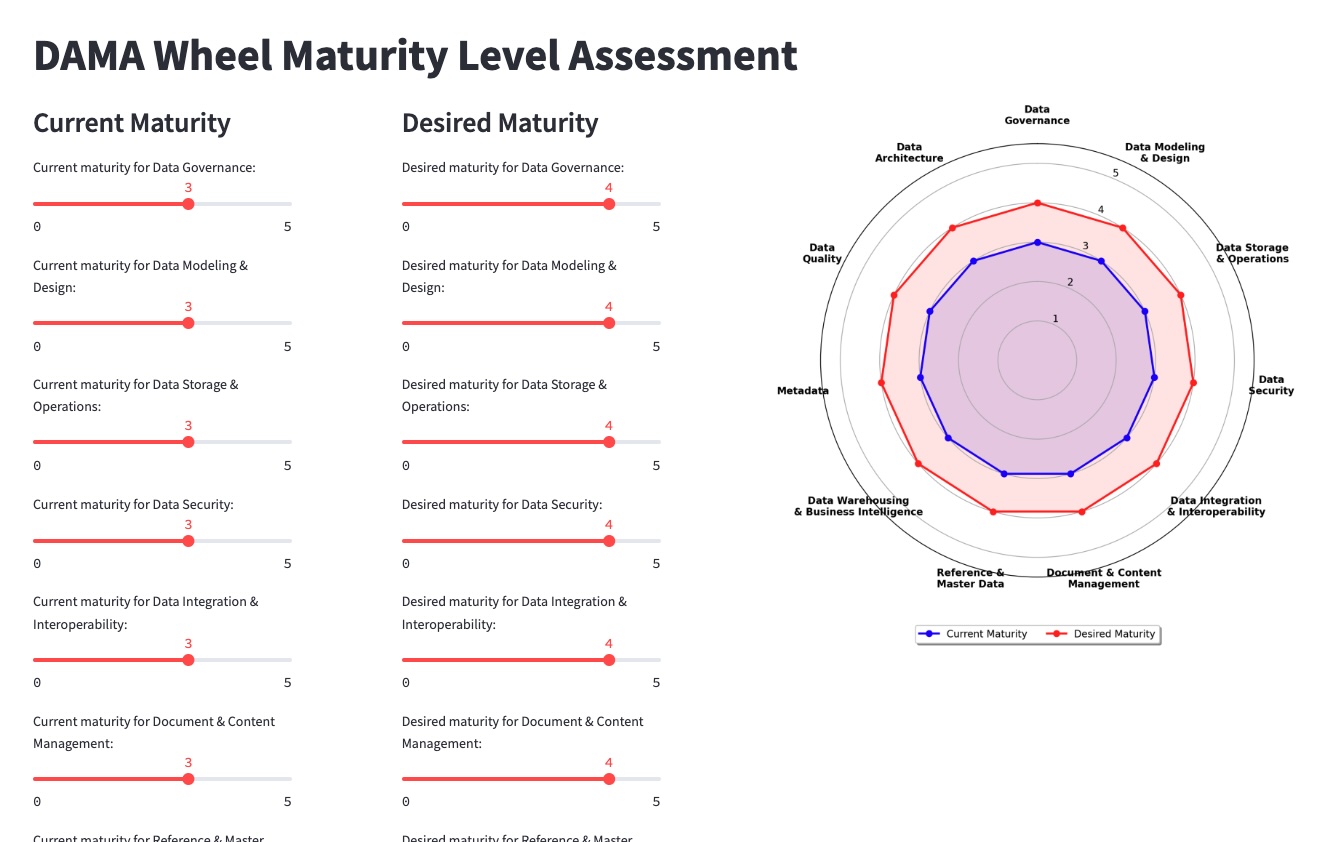 DAMA Wheel Maturity Level Assessment
Current Maturity
Current maturity for Data Governance:
3
0 5
Current maturity for Data Modeling &
Design:
3
0 5
Current maturity for Data Storage &
Operations:
3
0 5
Current maturity for Data Security:
3
0 5
Current maturity for Data Integration &
Interoperability:
3
0 5
Current maturity for Document & Content
Management:
3
0 5
Current maturity for Reference & Master
Desired Maturity
Desired maturity for Data Governance:
4
0 5
Desired maturity for Data Modeling &
Design:
4
0 5
Desired maturity for Data Storage &
Operations:
4
0 5
Desired maturity for Data Security:
4
0 5
Desired maturity for Data Integration &
Interoperability:
4
0 5
Desired maturity for Document & Content
Management:
4
0 5
Desired maturity for Reference & Master
Data
Governance
Data Modeling
& Design
Data Storage
& Operations
Data
Security
Data Integration
& Interoperability
Document & Content
Management
Reference &
Master Data
Data Warehousing
& Business Intelligence
Metadata
Data
Quality
Data
Architecture
5
4
3
2
1
Current Maturity
Desired Maturity